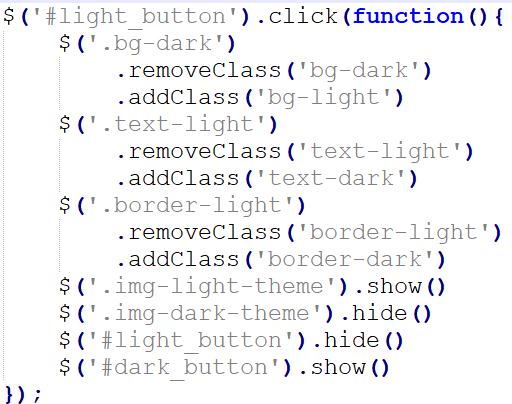 $('#light_button').click(function(){
    $('.bg-dark')
        .removeClass('bg-dark')
        .addClass('bg-light')
    $('.text-light')
        .removeClass('text-light')
        .addClass('text-dark')
    $('.border-light')
        .removeClass('border-light')
        .addClass('border-dark')
    $('.img-light-theme').show()
    $('.img-dark-theme').hide()
    $('#light_button').hide()
    $('#dark_button').show()
});